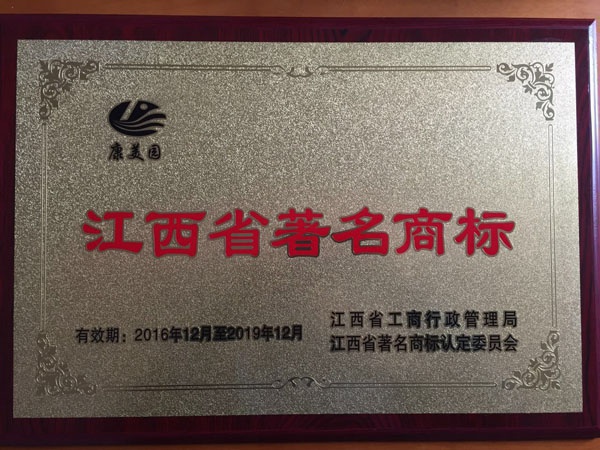 康美园
江西省著名商标
有效期：2016年12月至2019年12月
江西省工商行政管理局
江西省著名商标认定委员会